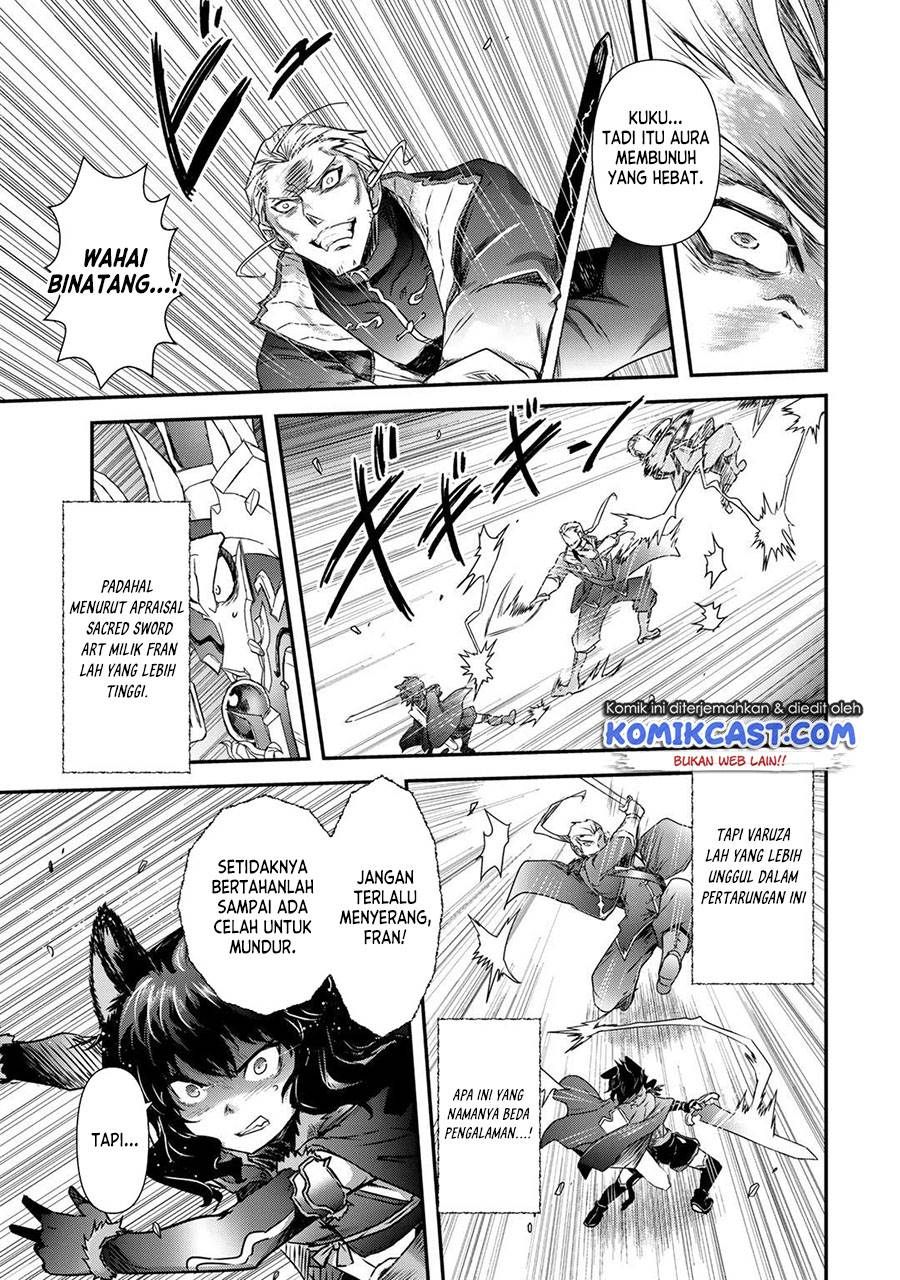 KUKU...
TADI ITU AURA
MEMBUNUH
YANG HEBAT.
ド
ド
WAHAI
BINATANG...!
ギ
ギ
ギ
ギ
ン
PADAHAL
MENURUT APRAISAL
SACRED SWORD
ART MILIK FRAN
LAH YANG LEBIH
TINGGI.
Komik ini diterjemahkan & diedit oleh
KOMIKCAST.COM
BUKAN WEB LAIN!!
TAPI VARUZA
LAH YANG LEBIH
UNGGUL DALAM
PERTARUNGAN INI
APA INI YANG
NAMANYA BEDA
PENGALAMAN...!
JANGAN
TERLALU
MENYERANG,
FRAN!
SETIDAKNYA
BERTAHANLAH
SAMPAI ADA
CELAH UNTUK
MUNDUR.
TAPI...